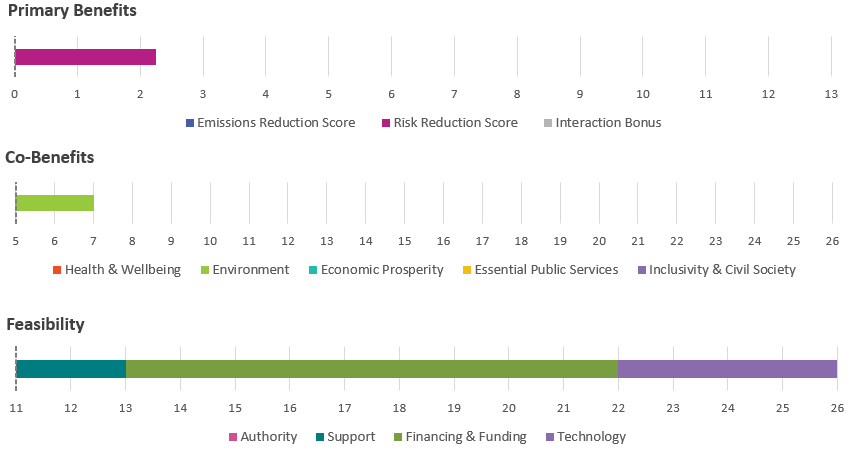 Primary Benefits
0 1 2 3 4 5 6 7 8 9 10 11 12 13
Emissions Reduction Score Risk Reduction Score Interaction Bonus
Co-Benefits
5 6 7 8 9 10 11 12 13 14 15 16 17 18 19 20 21 22 23 24 25 26
Health & Wellbeing Environment Economic Prosperity Essential Public Services Inclusivity & Civil Society
Feasibility
11 12 13 14 15 16 17 18 19 20 21 22 23 24 25 26
Authority Support Financing & Funding Technology